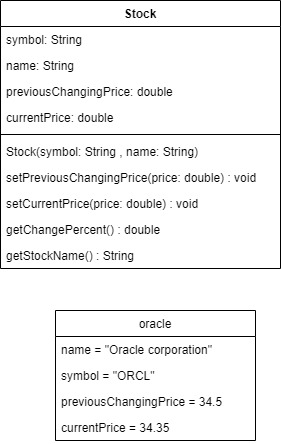 Stock
symbol: String
name: String
previousChangingPrice: double
currentPrice: double
Stock(symbol: String , name: String)
setPreviousChangingPrice(price: double) : void
setCurrentPrice(price: double) : void
getChangePercent() : double
getStockName() : String
oracle
name = "Oracle corporation"
symbol = "ORCL"
previousChangingPrice = 34.5
currentPrice = 34.35